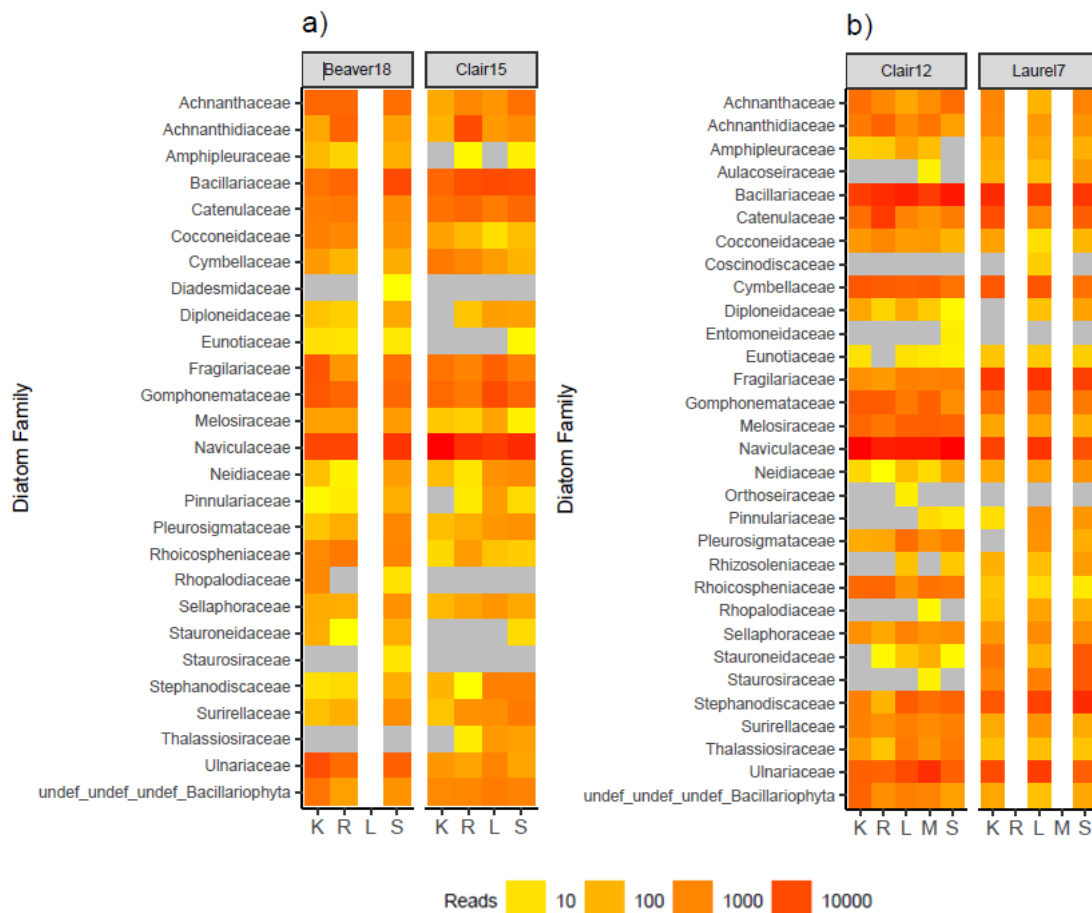 a)
Beaver18 Clair15
Achnanthaceae
Achnanthidiaceae
Amphipleuraceae
Bacillariaceae
Catenulaceae
Cocconeidaceae
Cymbellaceae
Diadesmidaceae
Diploneidaceae
Eunotiaceae
Fragilariaceae
Gomphonemataceae
Melosiraceae
Naviculaceae
Neidiaceae
Pinnulariaceae
Pleurosigmataceae
Rhoicospheniaceae
Rhopalodiaceae
Sellaphoraceae
Stauroneidaceae
Staurosiraceae
Stephanodiscaceae
Surirellaceae
Thalassiosiraceae
Ulnariaceae
undef_undef_undef_Bacillariophyta
Diatom Family
K R L S K R L S
b)
Clair12 Laurel7
Achnanthaceae
Achnanthidiaceae
Amphipleuraceae
Aulacoseiraceae
Bacillariaceae
Catenulaceae
Cocconeidaceae
Coscinodiscaceae
Cymbellaceae
Diploneidaceae
Entomoneidaceae
Eunotiaceae
Fragilariaceae
Gomphonemataceae
Melosiraceae
Naviculaceae
Neidiaceae
Orthoseiraceae
Pinnulariaceae
Pleurosigmataceae
Rhizosoleniaceae
Rhoicospheniaceae
Rhopalodiaceae
Sellaphoraceae
Stauroneidaceae
Staurosiraceae
Stephanodiscaceae
Surirellaceae
Thalassiosiraceae
Ulnariaceae
undef_undef_undef_Bacillariophyta
Diatom Family
K R L M S K R L M S
Reads 10 100 1000 10000